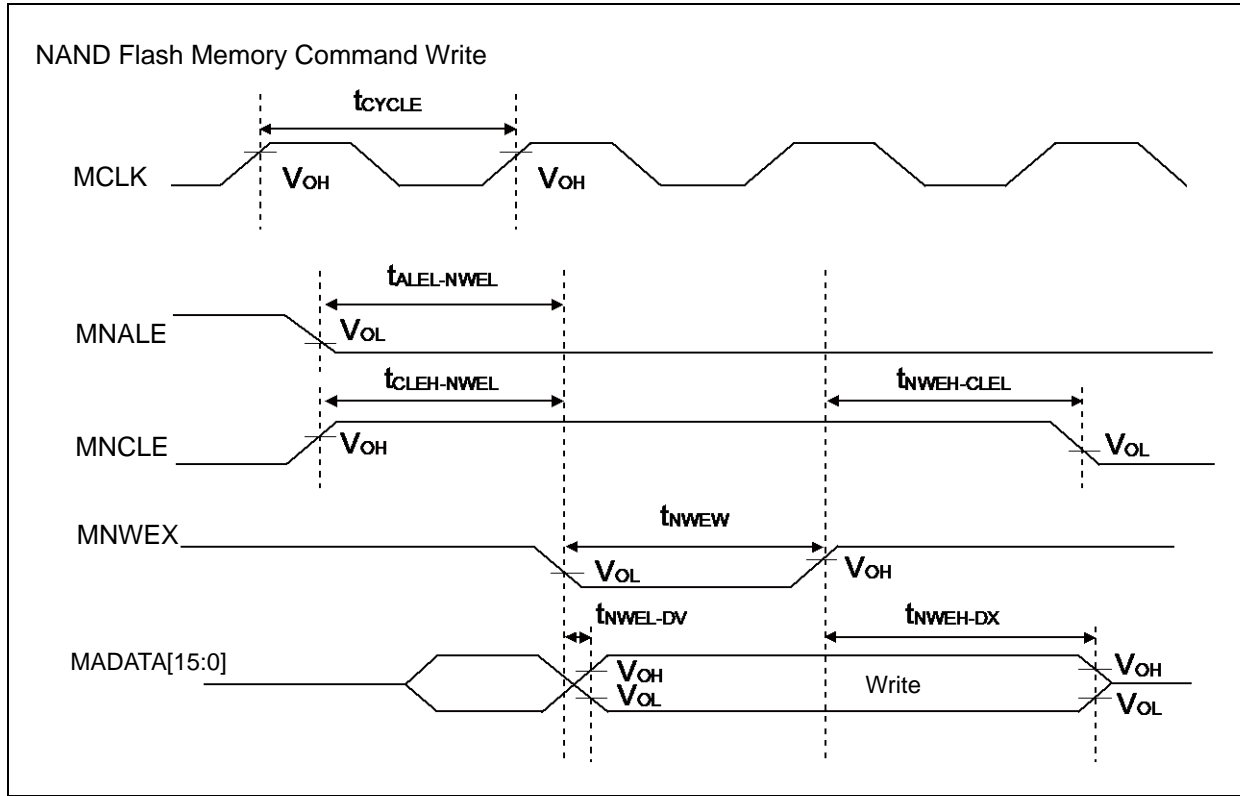 NAND Flash Memory Command Write
tCYCLE
MCLK
VOH
VOH
tALEL-NWEL
MNALE
VOL
tCLEH-NWEL
tNWEH-CLEL
MNCLE
VOH
VOL
MNWEX
tNWEW
VOL
VOH
tNWEL-DV
tNWEH-DX
MADATA[15:0]
VOH
VOL
Write
VOH
VOL